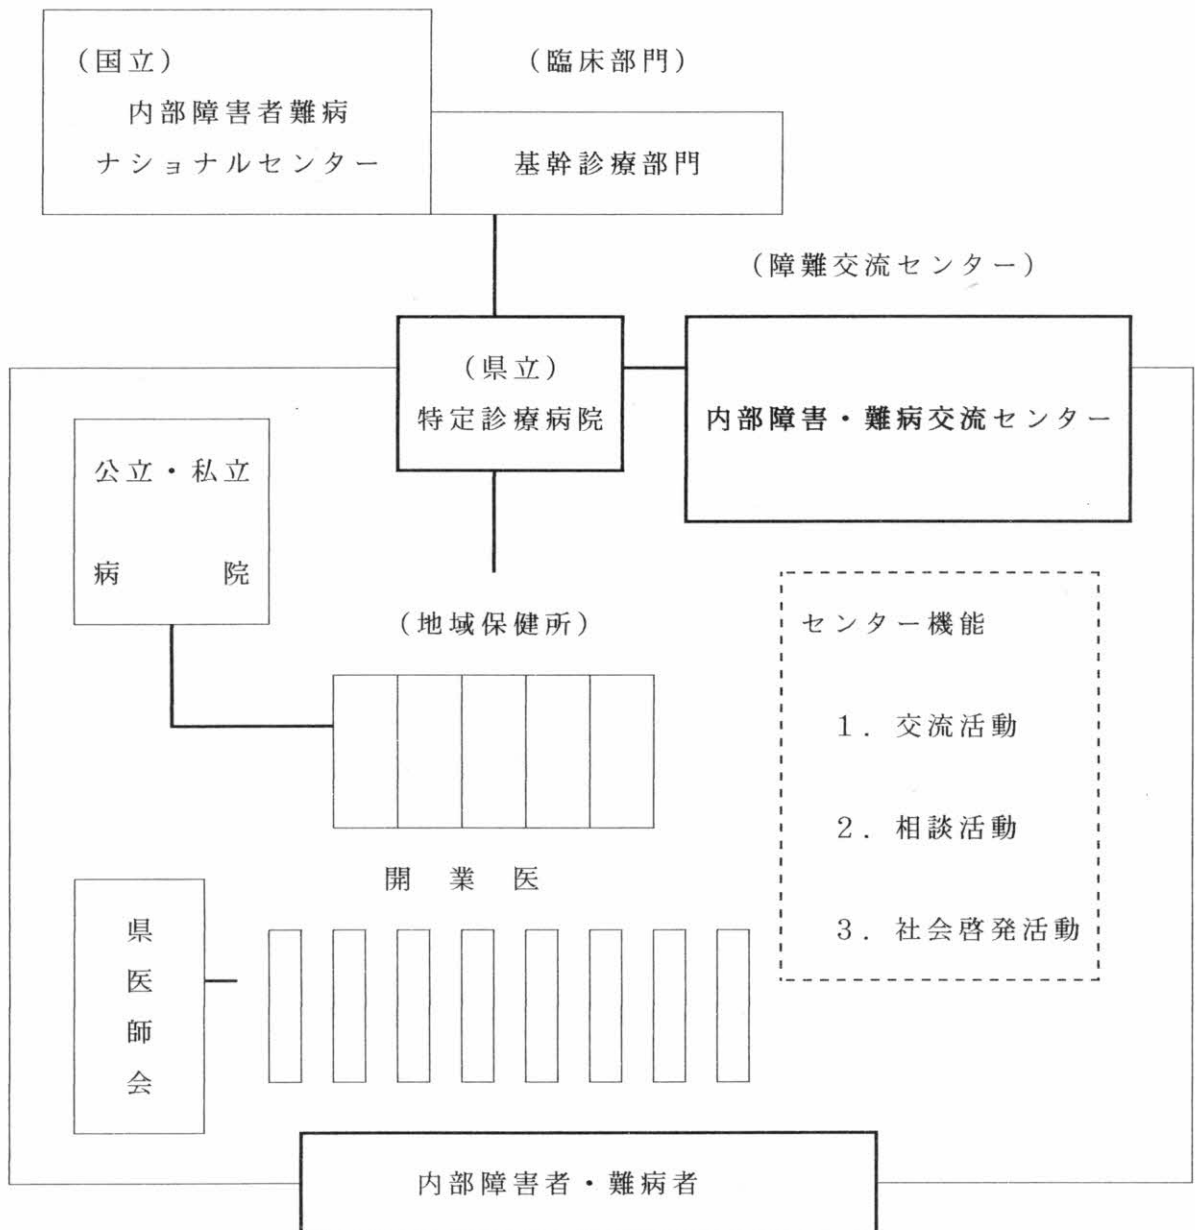 (国立)
内部障害者難病
ナショナルセンター
(臨床部門)
基幹診療部門
(障難交流センター)
(県立)
特定診療病院
内部障害・難病交流センター
公立・私立
病院
(地域保健所)
センター機能
1. 交流活動
2. 相談活動
3. 社会啓発活動
開業医
県
医
師
会
内部障害者・難病者